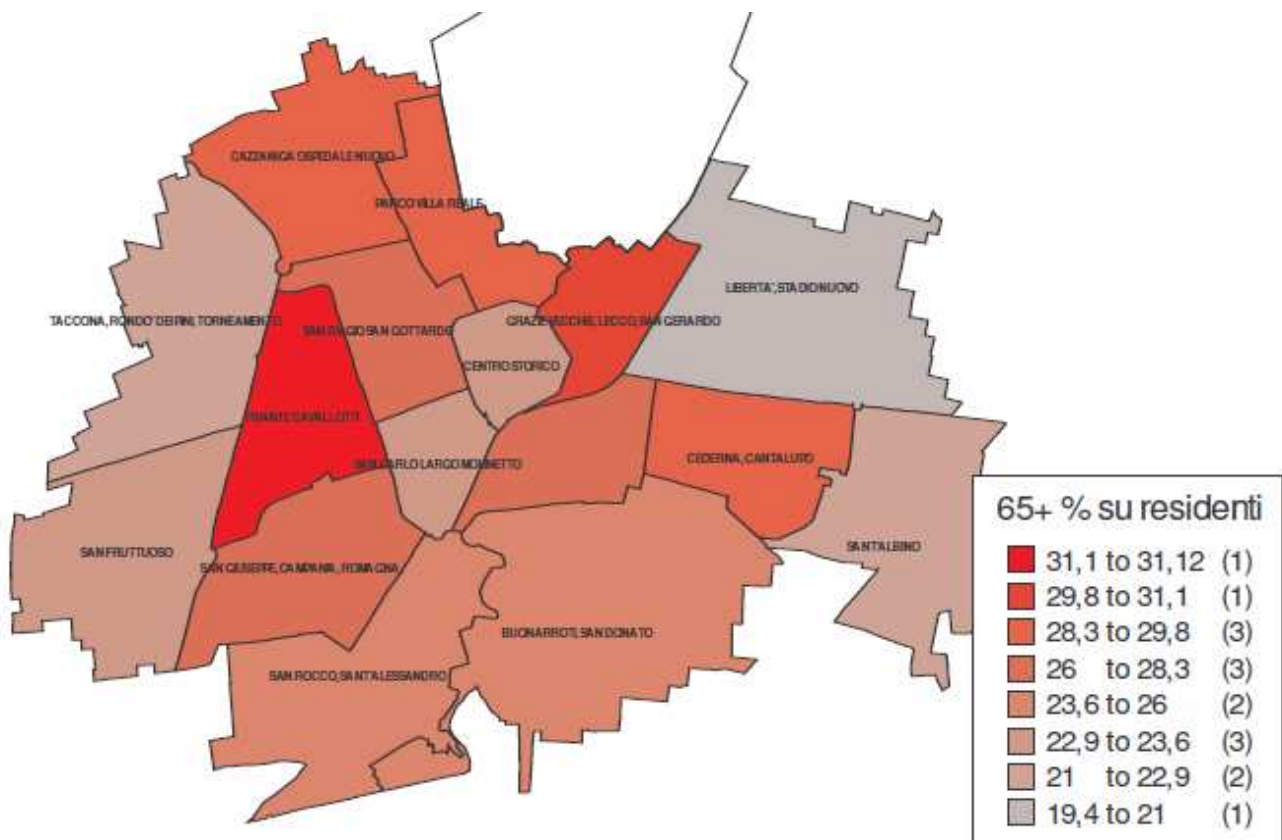 CAZZANIGA OSPEDALE NUOVO
PARCO VILLA REALE
LIBERTA', STADIO NUOVO
TACCONA, RONDO' DEI PINI, TORNEAMENTO
SAN BIAGIO SAN GOTTARDO
GRAZIE VECCHIE, LECCO, SAN GERARDO
CENTRO STORICO
TRIANTE CAVALLOTTI
SAN CARLO LARGO MOLINETTO
CEDERNA, CANTALUPO
SAN FRUTTUOSO
SANT'ALBINO
SAN GIUSEPPE, CAMPANIA, ROMAGNA
BUONARROTI, SAN DONATO
SAN ROCCO, SANT'ALESSANDRO
65+ % su residenti
31,1 to 31,12 (1)
29,8 to 31,1 (1)
28,3 to 29,8 (3)
26 to 28,3 (3)
23,6 to 26 (2)
22,9 to 23,6 (3)
21 to 22,9 (2)
19,4 to 21 (1)